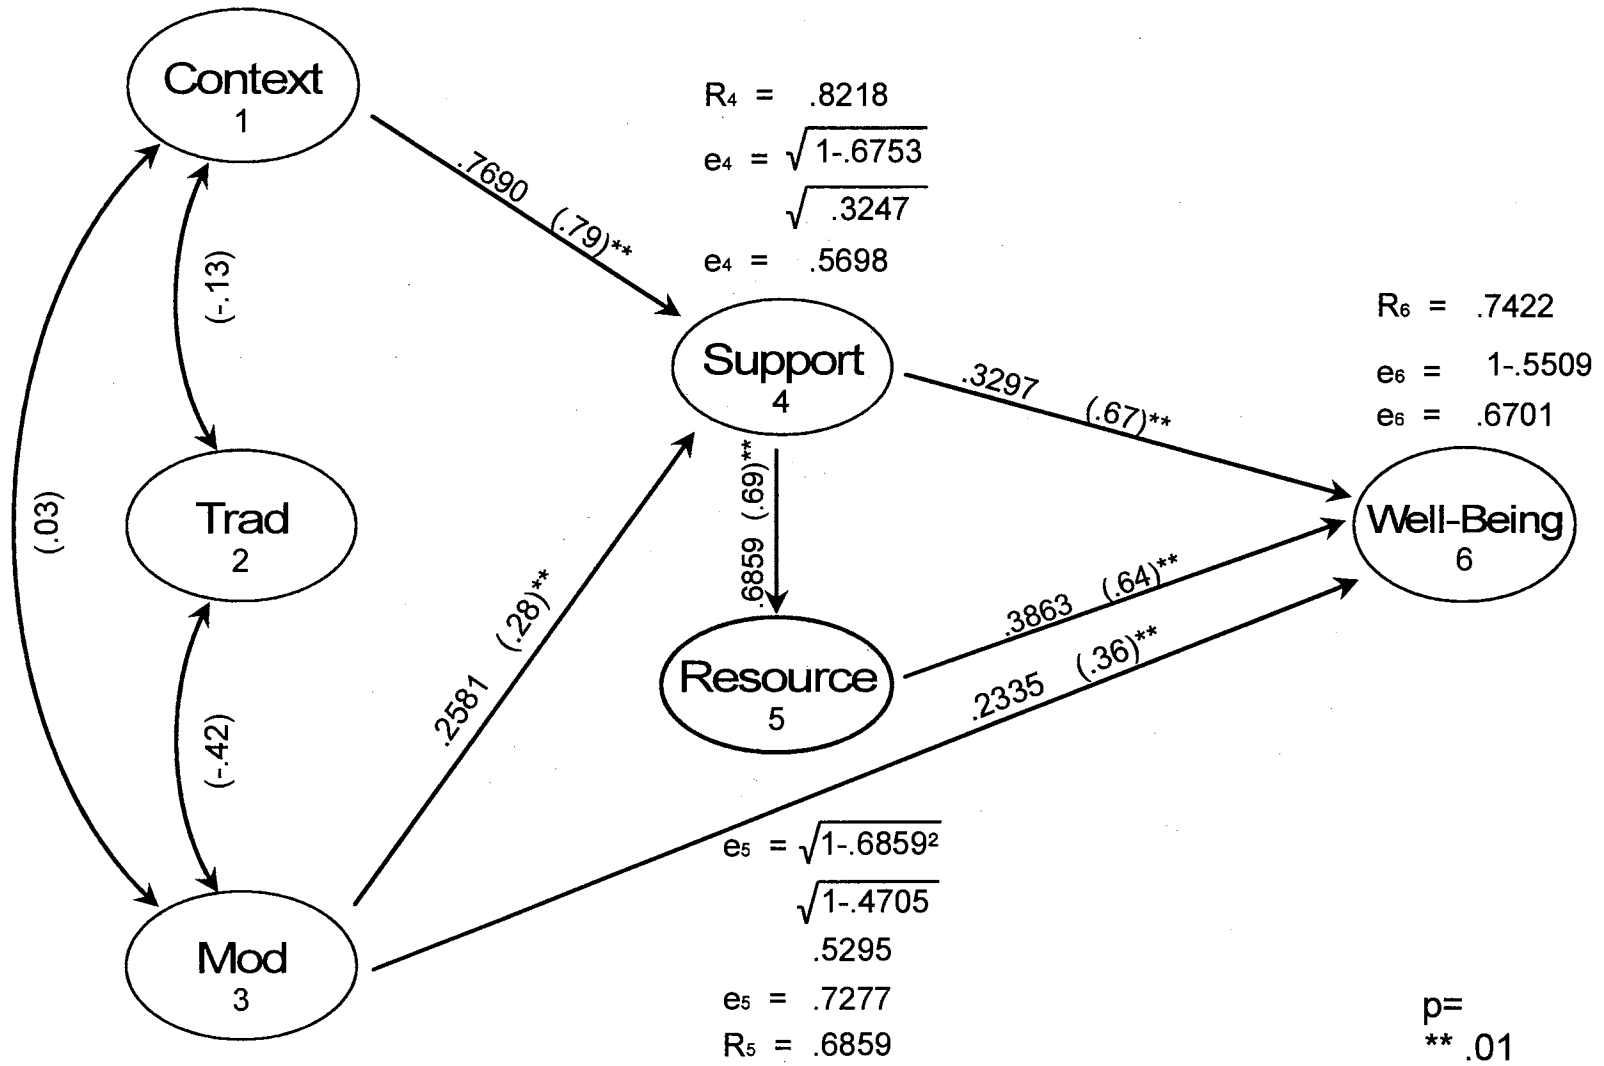 Context
1
R₄ = .8218
e₄ = √1-.6753
√.3247
e₄ = .5698
.7690 (.79)**
(-.13)
R₆ = .7422
e₆ = 1-.5509
e₆ = .6701
Support
4
.3297 (.67)**
(.03)
Trad
2
.6859 (.69)**
Well-Being
6
.2581 (.28)**
.3863 (.64)**
Resource
5
.2335 (.36)**
(-.42)
e₅ = √1-.6859²
√1-.4705
.5295
e₅ = .7277
R₅ = .6859
Mod
3
p=
** .01